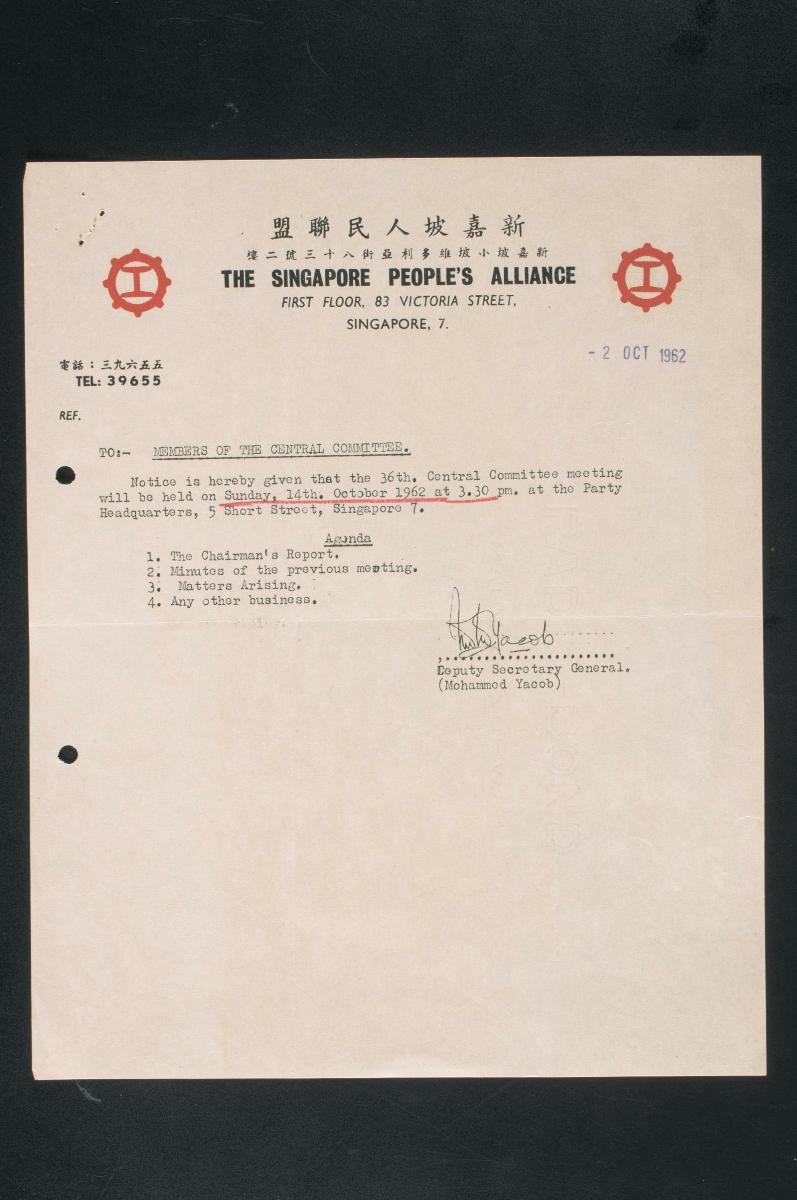 新嘉坡人民聯盟
新嘉坡小坡維多利亞街八十三號二樓
THE SINGAPORE PEOPLE'S ALLIANCE
FIRST FLOOR, 83 VICTORIA STREET,
SINGAPORE, 7.
- 2 OCT 1962
電話：三九六五五
TEL: 39655
REF.
TO:- MEMBERS OF THE CENTRAL COMMITTEE.
Notice is hereby given that the 36th. Central Committee meeting
will be held on Sunday, 14th. October 1962 at 3.30 pm. at the Party
Headquarters, 5 Short Street, Singapore 7.
Agenda
1. The Chairman's Report.
2. Minutes of the previous meeting.
3. Matters Arising.
4. Any other business.
Yacob
Deputy Secretary General.
(Mohammed Yacob)